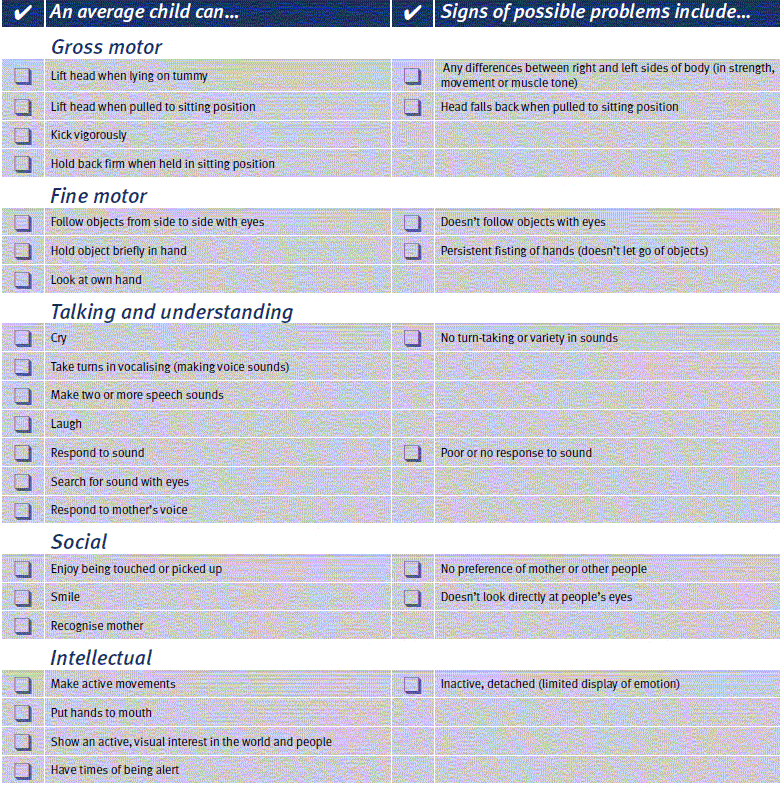 ✔ An average child can... ✔ Signs of possible problems include...
Gross motor
❑ Lift head when lying on tummy ❑ Any differences between right and left sides of body (in strength,
movement or muscle tone)
❑ Lift head when pulled to sitting position ❑ Head falls back when pulled to sitting position
❑ Kick vigorously
❑ Hold back firm when held in sitting position
Fine motor
❑ Follow objects from side to side with eyes ❑ Doesn't follow objects with eyes
❑ Hold object briefly in hand ❑ Persistent fisting of hands (doesn't let go of objects)
❑ Look at own hand
Talking and understanding
❑ Cry ❑ No turn-taking or variety in sounds
❑ Take turns in vocalising (making voice sounds)
❑ Make two or more speech sounds
❑ Laugh
❑ Respond to sound ❑ Poor or no response to sound
❑ Search for sound with eyes
❑ Respond to mother's voice
Social
❑ Enjoy being touched or picked up ❑ No preference of mother or other people
❑ Smile ❑ Doesn't look directly at people's eyes
❑ Recognise mother
Intellectual
❑ Make active movements ❑ Inactive, detached (limited display of emotion)
❑ Put hands to mouth
❑ Show an active, visual interest in the world and people
❑ Have times of being alert